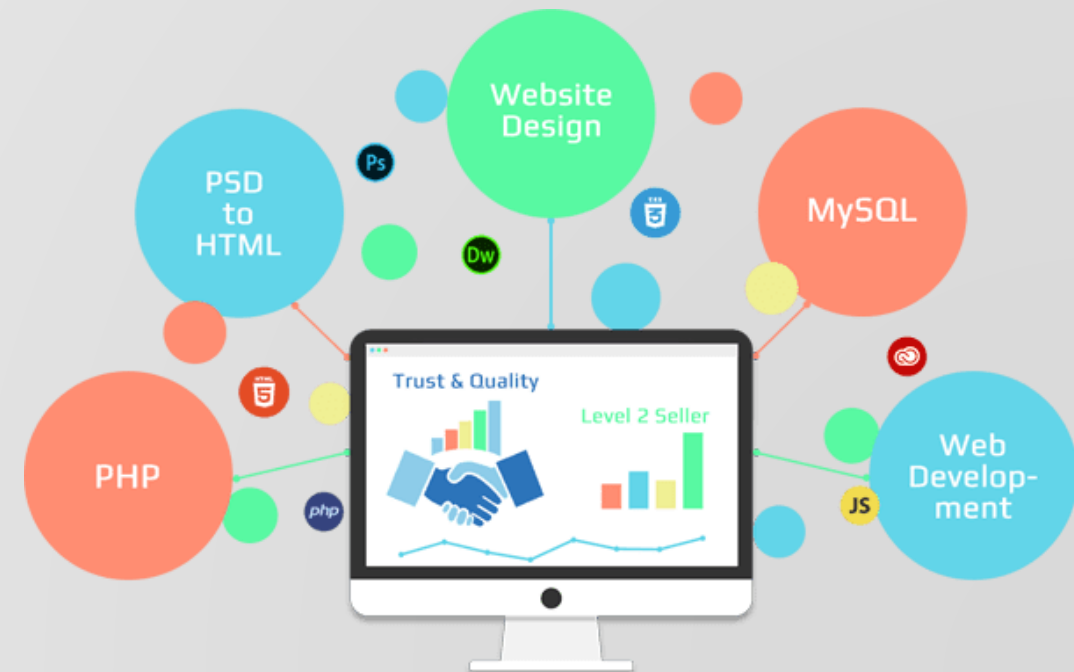 Website
Design
PSD
to
HTML
Ps
MySQL
3
Dw
Trust & Quality
Level 2 Seller
HTML
5
PHP
php
Web
Develop-
ment
JS